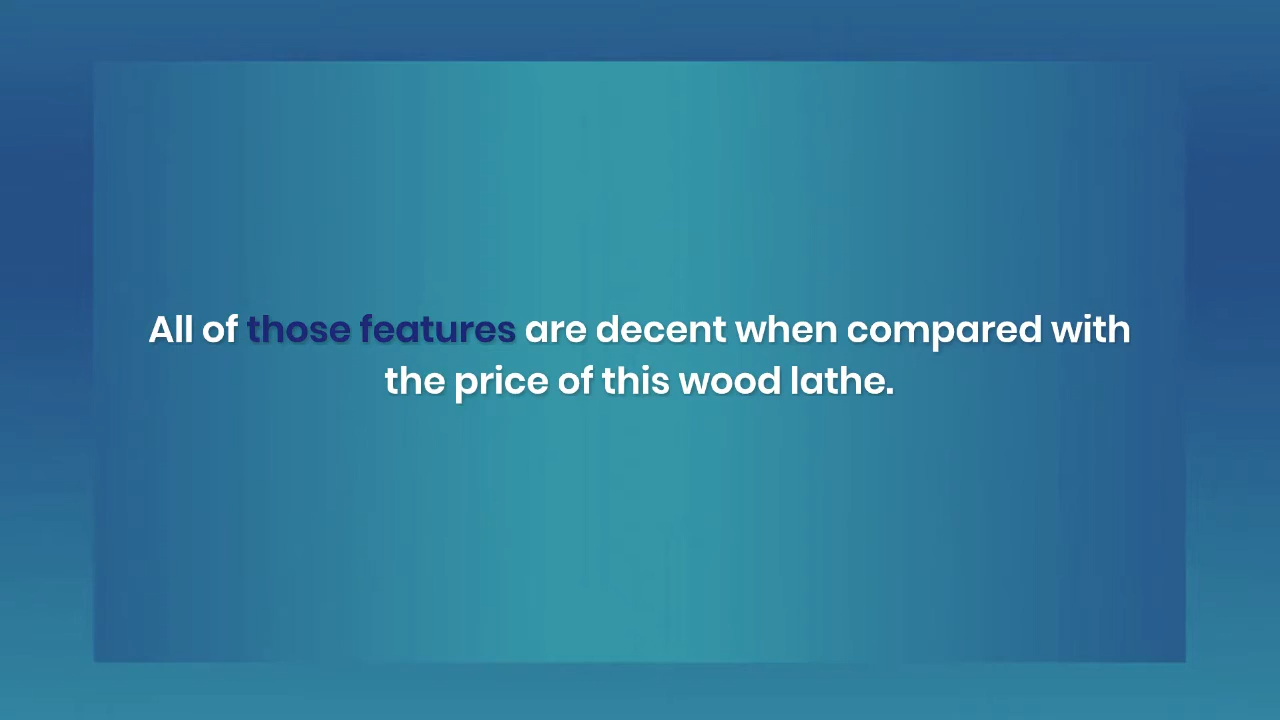 All of those features are decent when compared with
the price of this wood lathe.